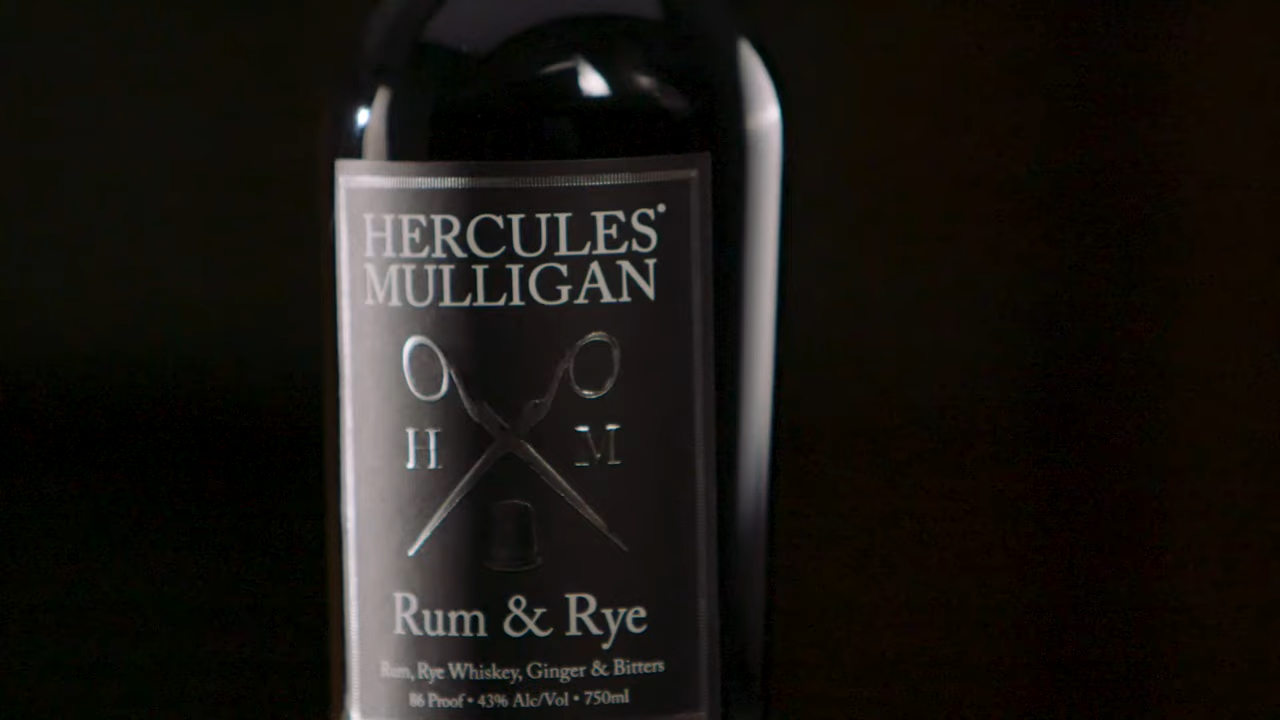 HERCULES
MULLIGAN
H M
Rum & Rye
Rum, Rye Whiskey, Ginger & Bitters
86 Proof • 43% Alc/Vol • 750ml